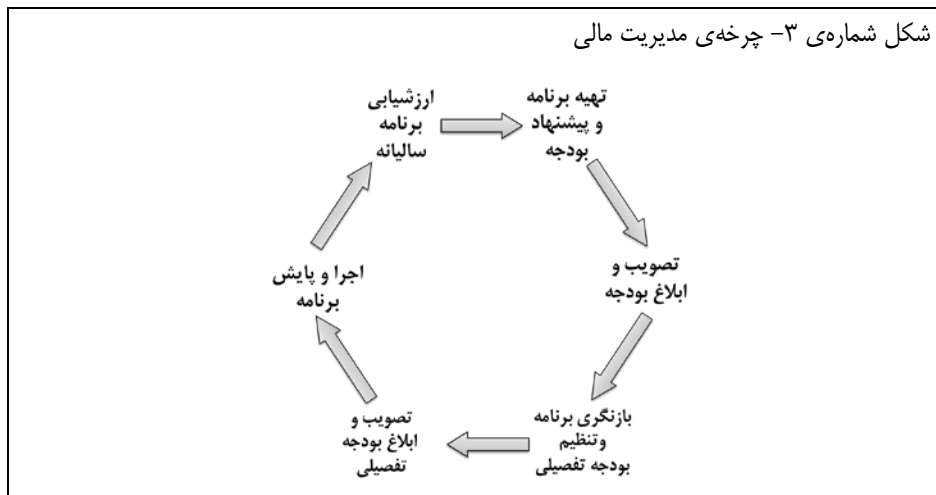 شکل شماره‌ی ۳- چرخه‌ی مدیریت مالی
تهیه برنامه
و پیشنهاد
بودجه
تصویب و
ابلاغ بودجه
بازنگری برنامه
وتنظیم
بودجه تفصیلی
تصویب و
ابلاغ بودجه
تفصیلی
اجرا و پایش
برنامه
ارزشیابی
برنامه
سالیانه